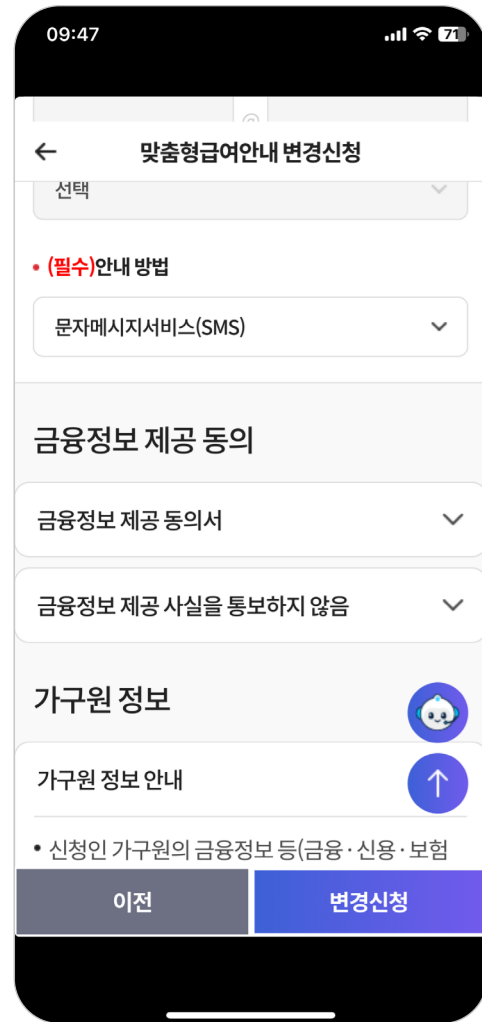 09:47
71
@
맞춤형급여안내 변경신청
선택
• (필수)안내 방법
문자메시지서비스(SMS)
금융정보 제공 동의
금융정보 제공 동의서
금융정보 제공 사실을 통보하지 않음
가구원 정보
가구원 정보 안내
• 신청인 가구원의 금융정보 등(금융·신용·보험
이전
변경신청